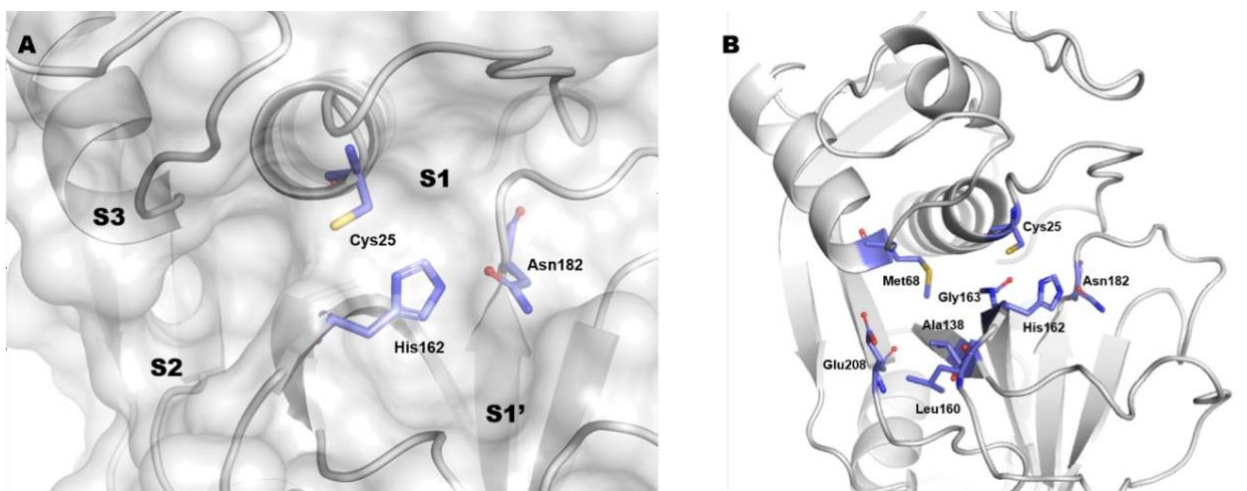 A
S1
S3
Cys25
Asn182
His162
S2
S1’
B
Cys25
Met68
Asn182
Gly163
Ala138
His162
Glu208
Leu160